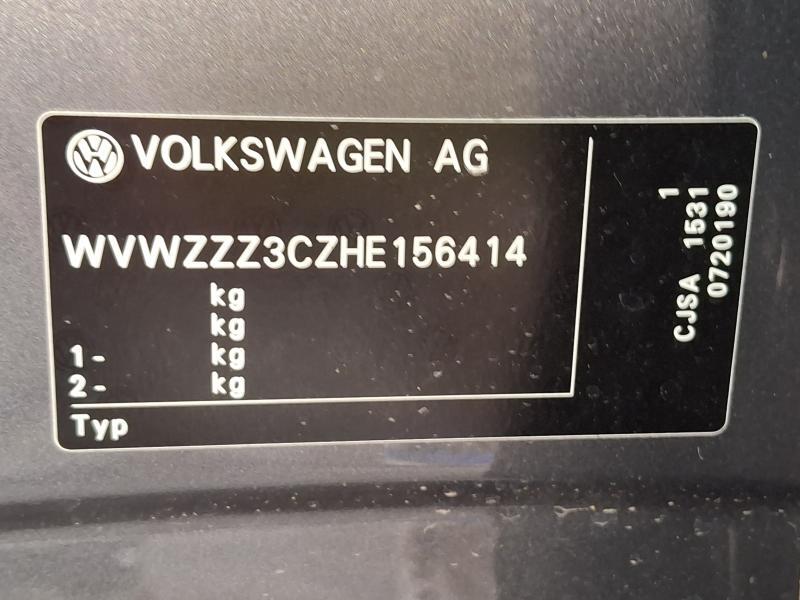 VOLKSWAGEN AG
WVWZZZ3CZHE156414
kg
kg
1- kg
2- kg
Typ
1
CJSA 1531
0720190